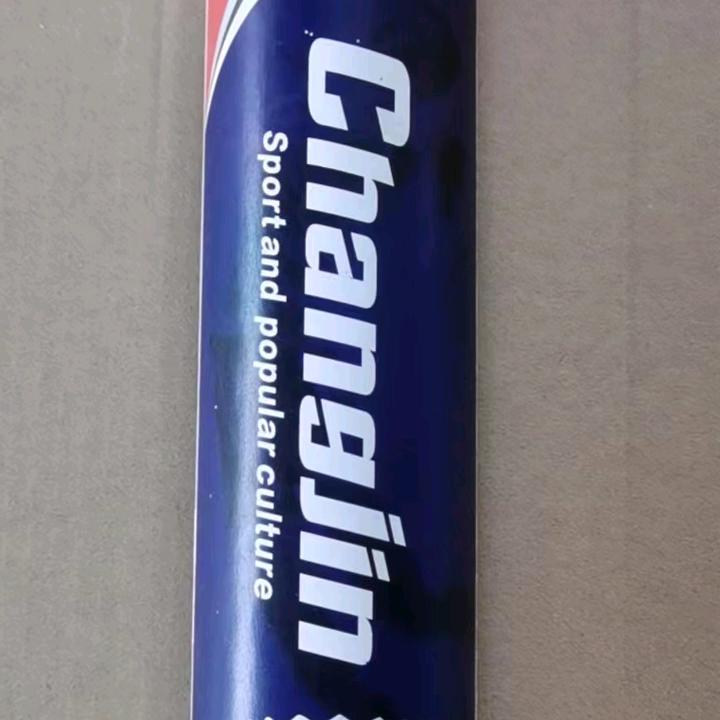 Changjin
Sport and popular culture